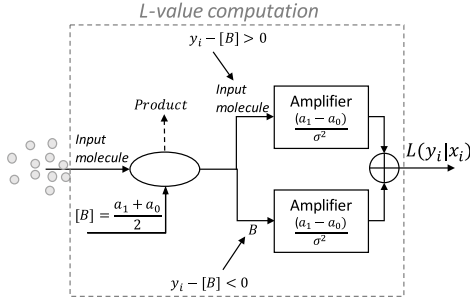 L-value computation
y_i − [B] > 0
Product
Input
molecule
Amplifier
(a_1 − a_0)
σ^2
Input
molecule
L(y_i|x_i)
[B] = (a_1 + a_0)/2
B
Amplifier
(a_1 − a_0)
σ^2
y_i − [B] < 0